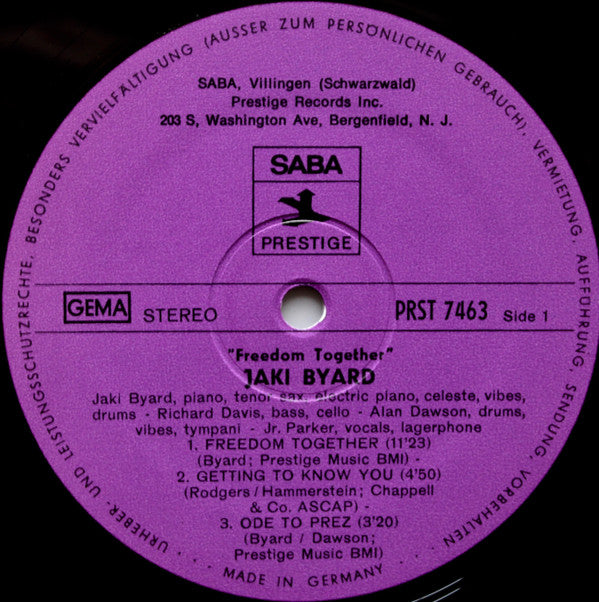 URHEBER- UND LEISTUNGSSCHUTZRECHTE, BESONDERS VERVIELFÄLTIGUNG (AUSSER ZUM PERSÖNLICHEN GEBRAUCH), VERMIETUNG, AUFFÜHRUNG, SENDUNG, VORBEHALTEN
SABA, Villingen (Schwarzwald)
Prestige Records Inc.
203 S, Washington Ave, Bergenfield, N. J.
SABA
PRESTIGE
GEMA STEREO PRST 7463 Side 1
"Freedom Together"
JAKI BYARD
Jaki Byard, piano, tenor sax, electric piano, celeste, vibes,
drums - Richard Davis, bass, cello - Alan Dawson, drums,
vibes, tympani - Jr. Parker, vocals, lagerphone
1. FREEDOM TOGETHER (11'23)
(Byard; Prestige Music BMI) -
2. GETTING TO KNOW YOU (4'50)
(Rodgers/Hammerstein; Chappell
& Co. ASCAP) -
3. ODE TO PREZ (3'20)
(Byard / Dawson;
Prestige Music BMI)
. . . MADE IN GERMANY . . .